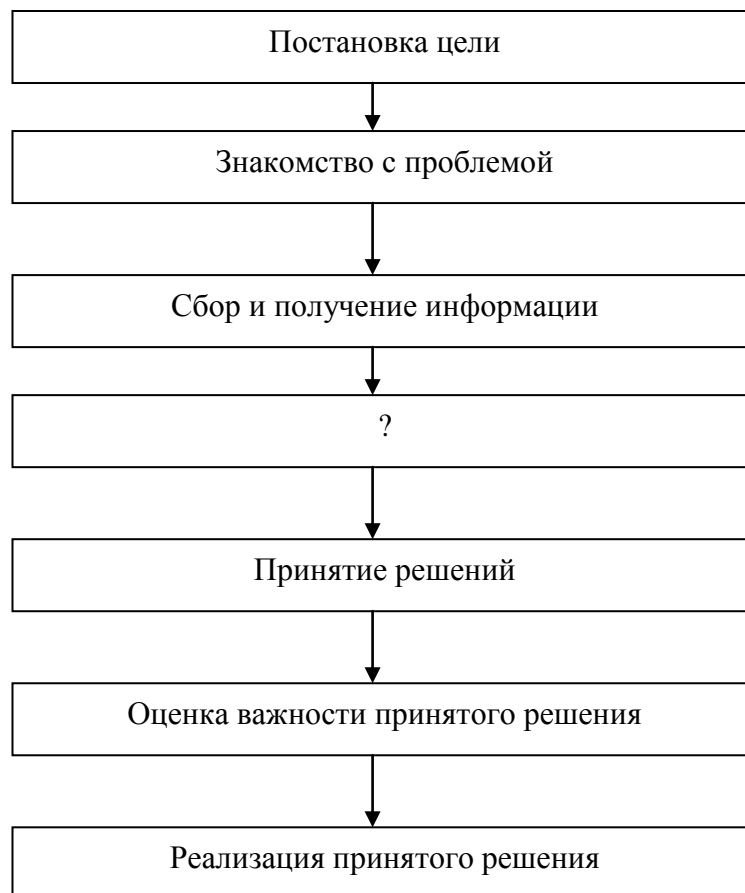 Постановка цели
Знакомство с проблемой
Сбор и получение информации
?
Принятие решений
Оценка важности принятого решения
Реализация принятого решения